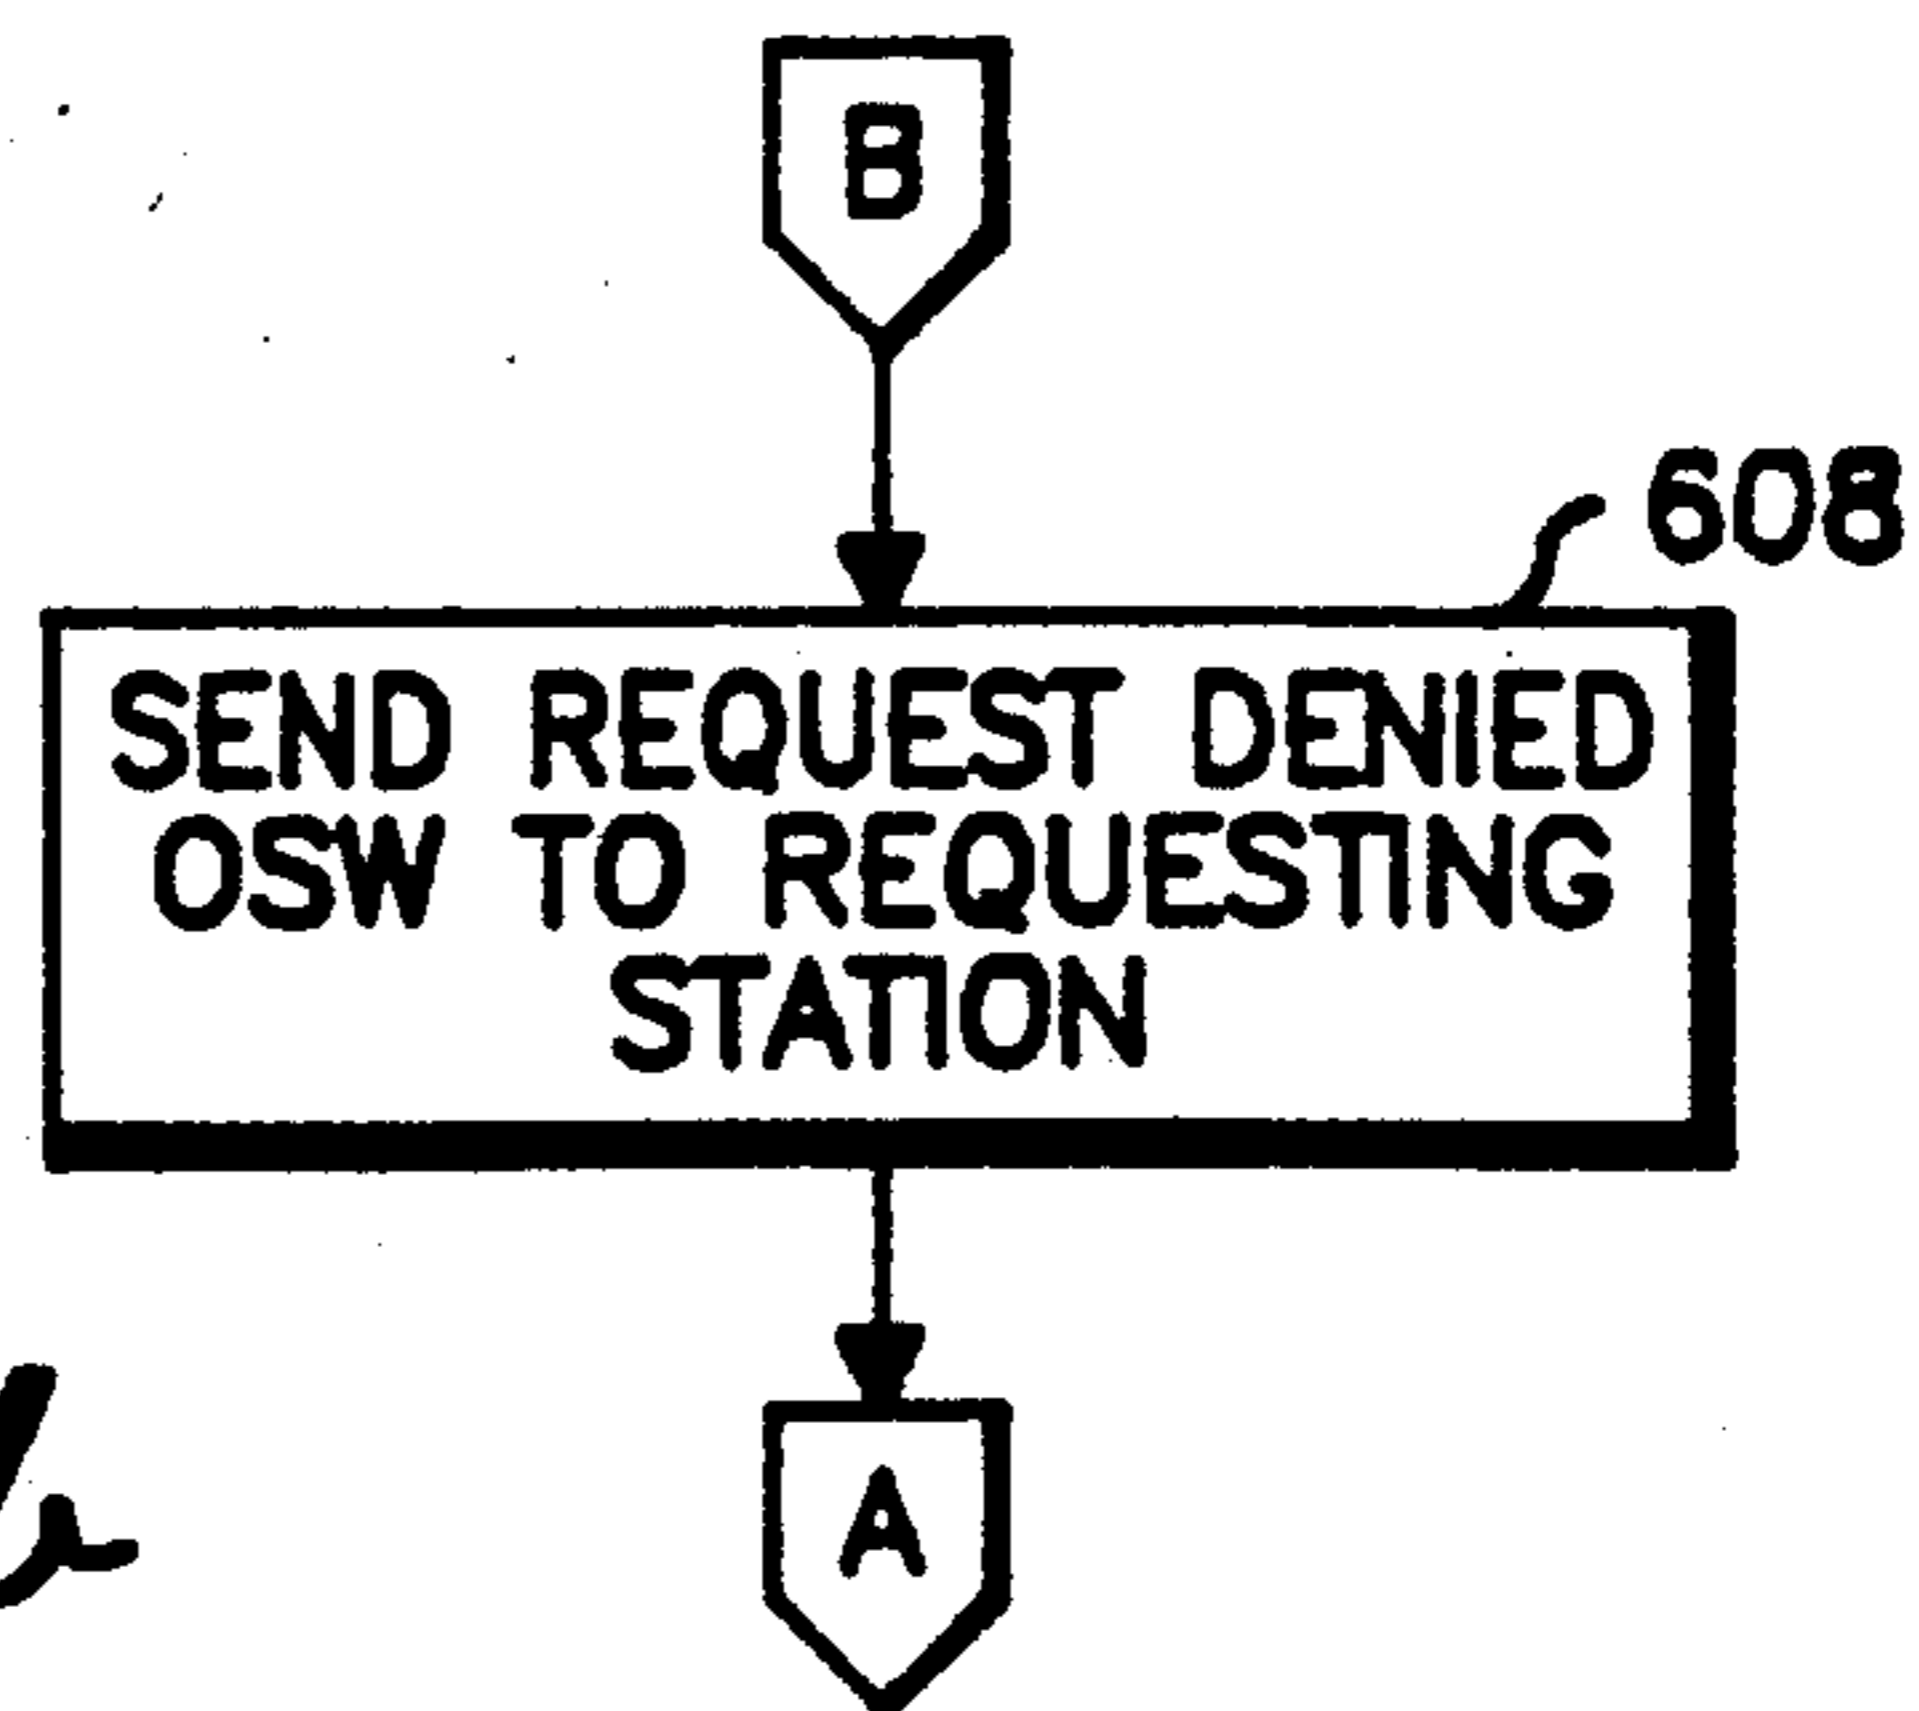 B
608
SEND REQUEST DENIED
OSW TO REQUESTING
STATION
A